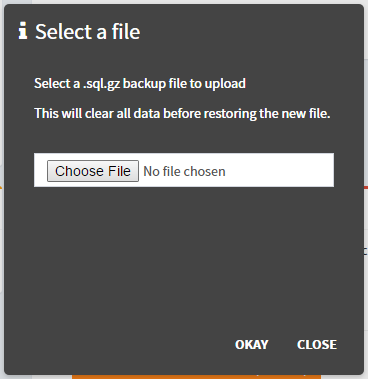 Select a file
Select a .sql.gz backup file to upload
This will clear all data before restoring the new file.
Choose File No file chosen
OKAY CLOSE